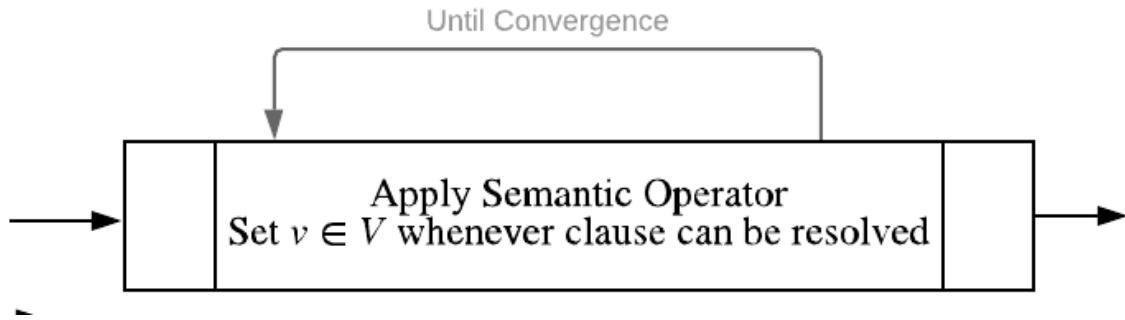 Until Convergence
Apply Semantic Operator
Set v ∈ V whenever clause can be resolved